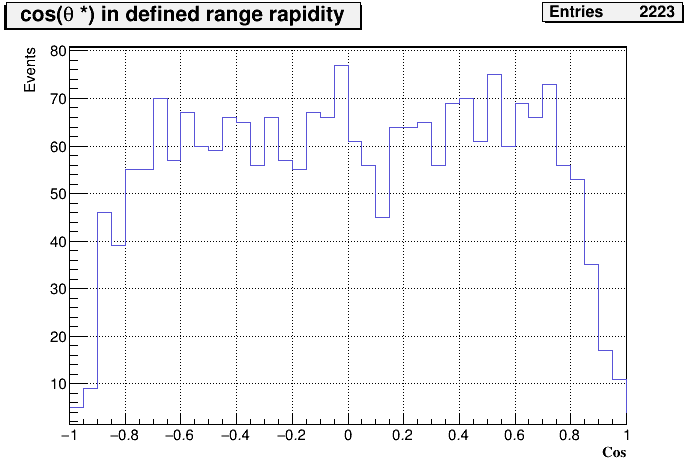 cos(θ *) in defined range rapidity
Entries 2223
Events
80
70
60
50
40
30
20
10
−1 −0.8 −0.6 −0.4 −0.2 0 0.2 0.4 0.6 0.8 1
Cos